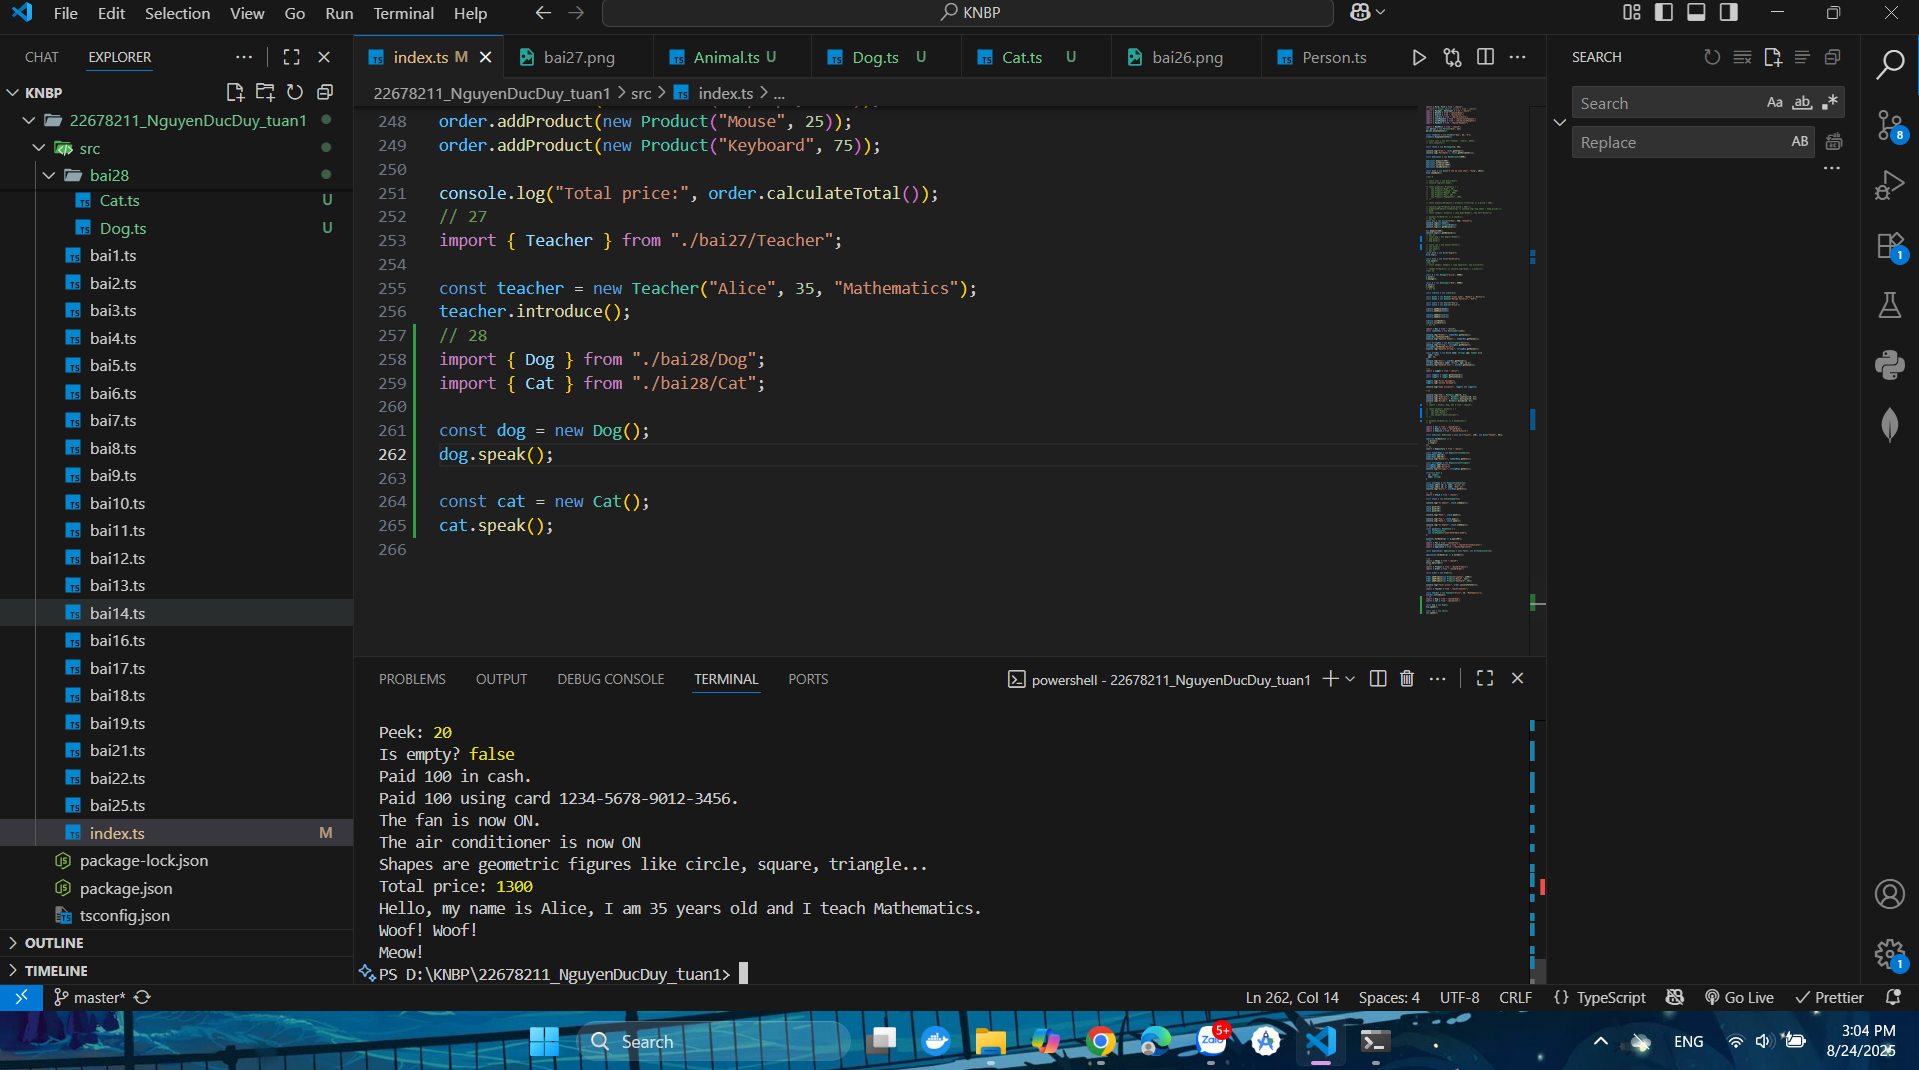 File Edit Selection View Go Run Terminal Help
KNBP
CHAT EXPLORER
KNBP
22678211_NguyenDucDuy_tuan1
src
bai28
Cat.ts U
Dog.ts U
bai1.ts
bai2.ts
bai3.ts
bai4.ts
bai5.ts
bai6.ts
bai7.ts
bai8.ts
bai9.ts
bai10.ts
bai11.ts
bai12.ts
bai13.ts
bai14.ts
bai16.ts
bai17.ts
bai18.ts
bai19.ts
bai21.ts
bai22.ts
bai25.ts
index.ts M
package-lock.json
package.json
tsconfig.json
OUTLINE
TIMELINE
index.ts M bai27.png Animal.ts U Dog.ts U Cat.ts U bai26.png Person.ts
22678211_NguyenDucDuy_tuan1 > src > index.ts > ...
248 order.addProduct(new Product("Mouse", 25));
249 order.addProduct(new Product("Keyboard", 75));
250
251 console.log("Total price:", order.calculateTotal());
252 // 27
253 import { Teacher } from "./bai27/Teacher";
254
255 const teacher = new Teacher("Alice", 35, "Mathematics");
256 teacher.introduce();
257 // 28
258 import { Dog } from "./bai28/Dog";
259 import { Cat } from "./bai28/Cat";
260
261 const dog = new Dog();
262 dog.speak();
263
264 const cat = new Cat();
265 cat.speak();
266
PROBLEMS OUTPUT DEBUG CONSOLE TERMINAL PORTS
powershell - 22678211_NguyenDucDuy_tuan1
Peek: 20
Is empty? false
Paid 100 in cash.
Paid 100 using card 1234-5678-9012-3456.
The fan is now ON.
The air conditioner is now ON
Shapes are geometric figures like circle, square, triangle...
Total price: 1300
Hello, my name is Alice, I am 35 years old and I teach Mathematics.
Woof! Woof!
Meow!
PS D:\KNBP\22678211_NguyenDucDuy_tuan1>
SEARCH
Search Aa ab .*
Replace AB
8
1
1
master* Ln 262, Col 14 Spaces: 4 UTF-8 CRLF {} TypeScript Go Live Prettier
Search
Zalo 5+
ENG
3:04 PM
8/24/2025